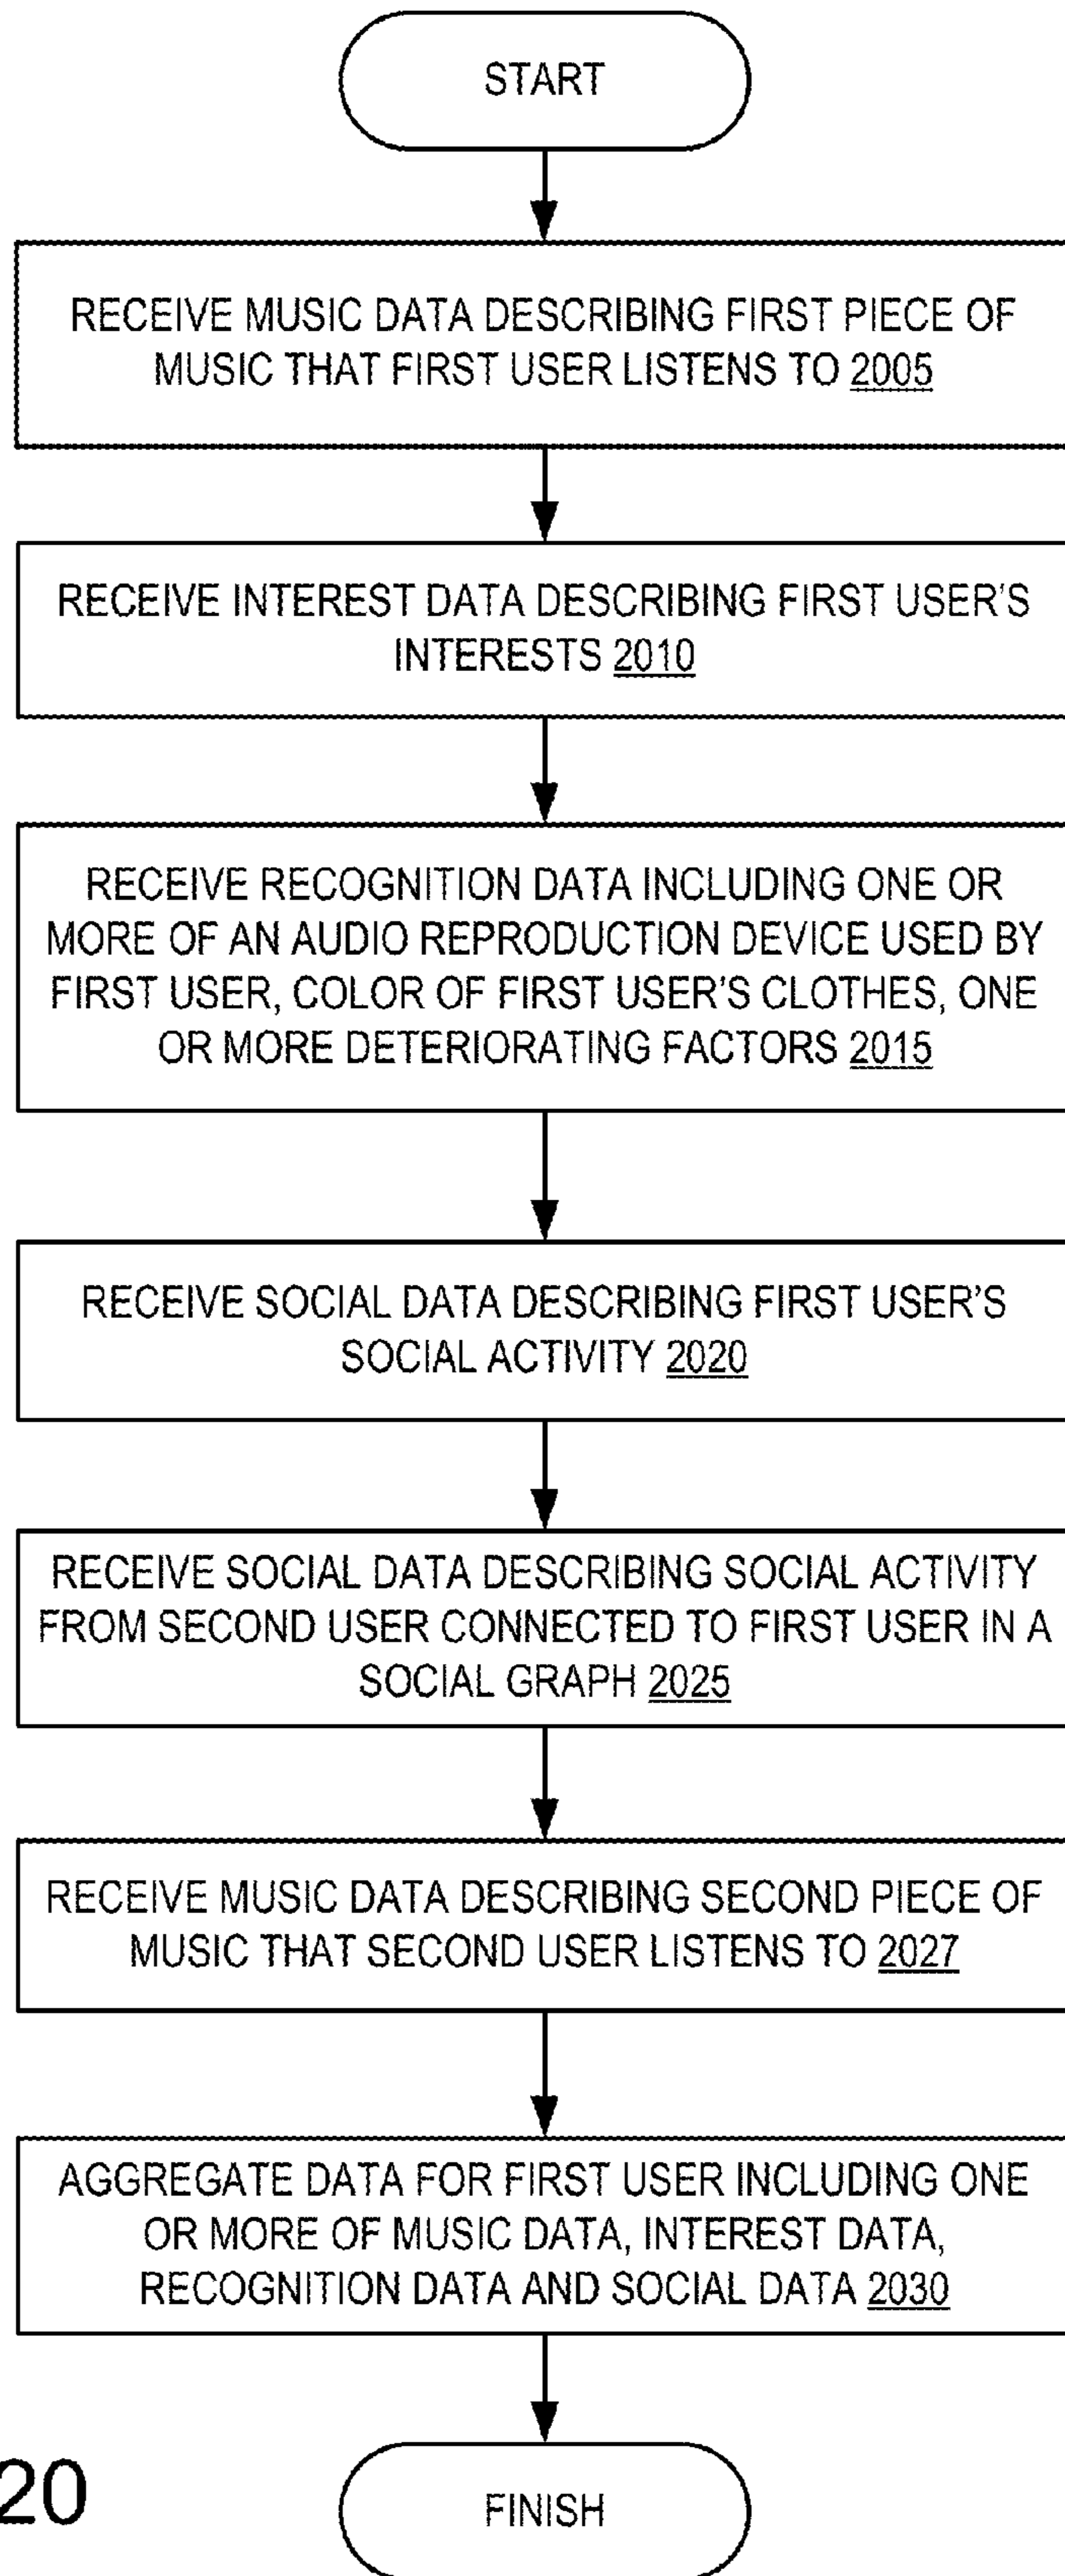 START
RECEIVE MUSIC DATA DESCRIBING FIRST PIECE OF
MUSIC THAT FIRST USER LISTENS TO 2005
RECEIVE INTEREST DATA DESCRIBING FIRST USER'S
INTERESTS 2010
RECEIVE RECOGNITION DATA INCLUDING ONE OR
MORE OF AN AUDIO REPRODUCTION DEVICE USED BY
FIRST USER, COLOR OF FIRST USER'S CLOTHES, ONE
OR MORE DETERIORATING FACTORS 2015
RECEIVE SOCIAL DATA DESCRIBING FIRST USER'S
SOCIAL ACTIVITY 2020
RECEIVE SOCIAL DATA DESCRIBING SOCIAL ACTIVITY
FROM SECOND USER CONNECTED TO FIRST USER IN A
SOCIAL GRAPH 2025
RECEIVE MUSIC DATA DESCRIBING SECOND PIECE OF
MUSIC THAT SECOND USER LISTENS TO 2027
AGGREGATE DATA FOR FIRST USER INCLUDING ONE
OR MORE OF MUSIC DATA, INTEREST DATA,
RECOGNITION DATA AND SOCIAL DATA 2030
20
FINISH